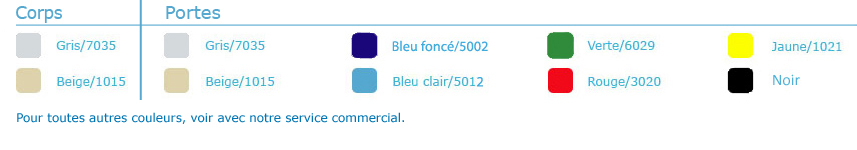 Corps Portes
Gris/7035 Gris/7035 Bleu foncé/5002 Verte/6029 Jaune/1021
Beige/1015 Beige/1015 Bleu clair/5012 Rouge/3020 Noir
Pour toutes autres couleurs, voir avec notre service commercial.